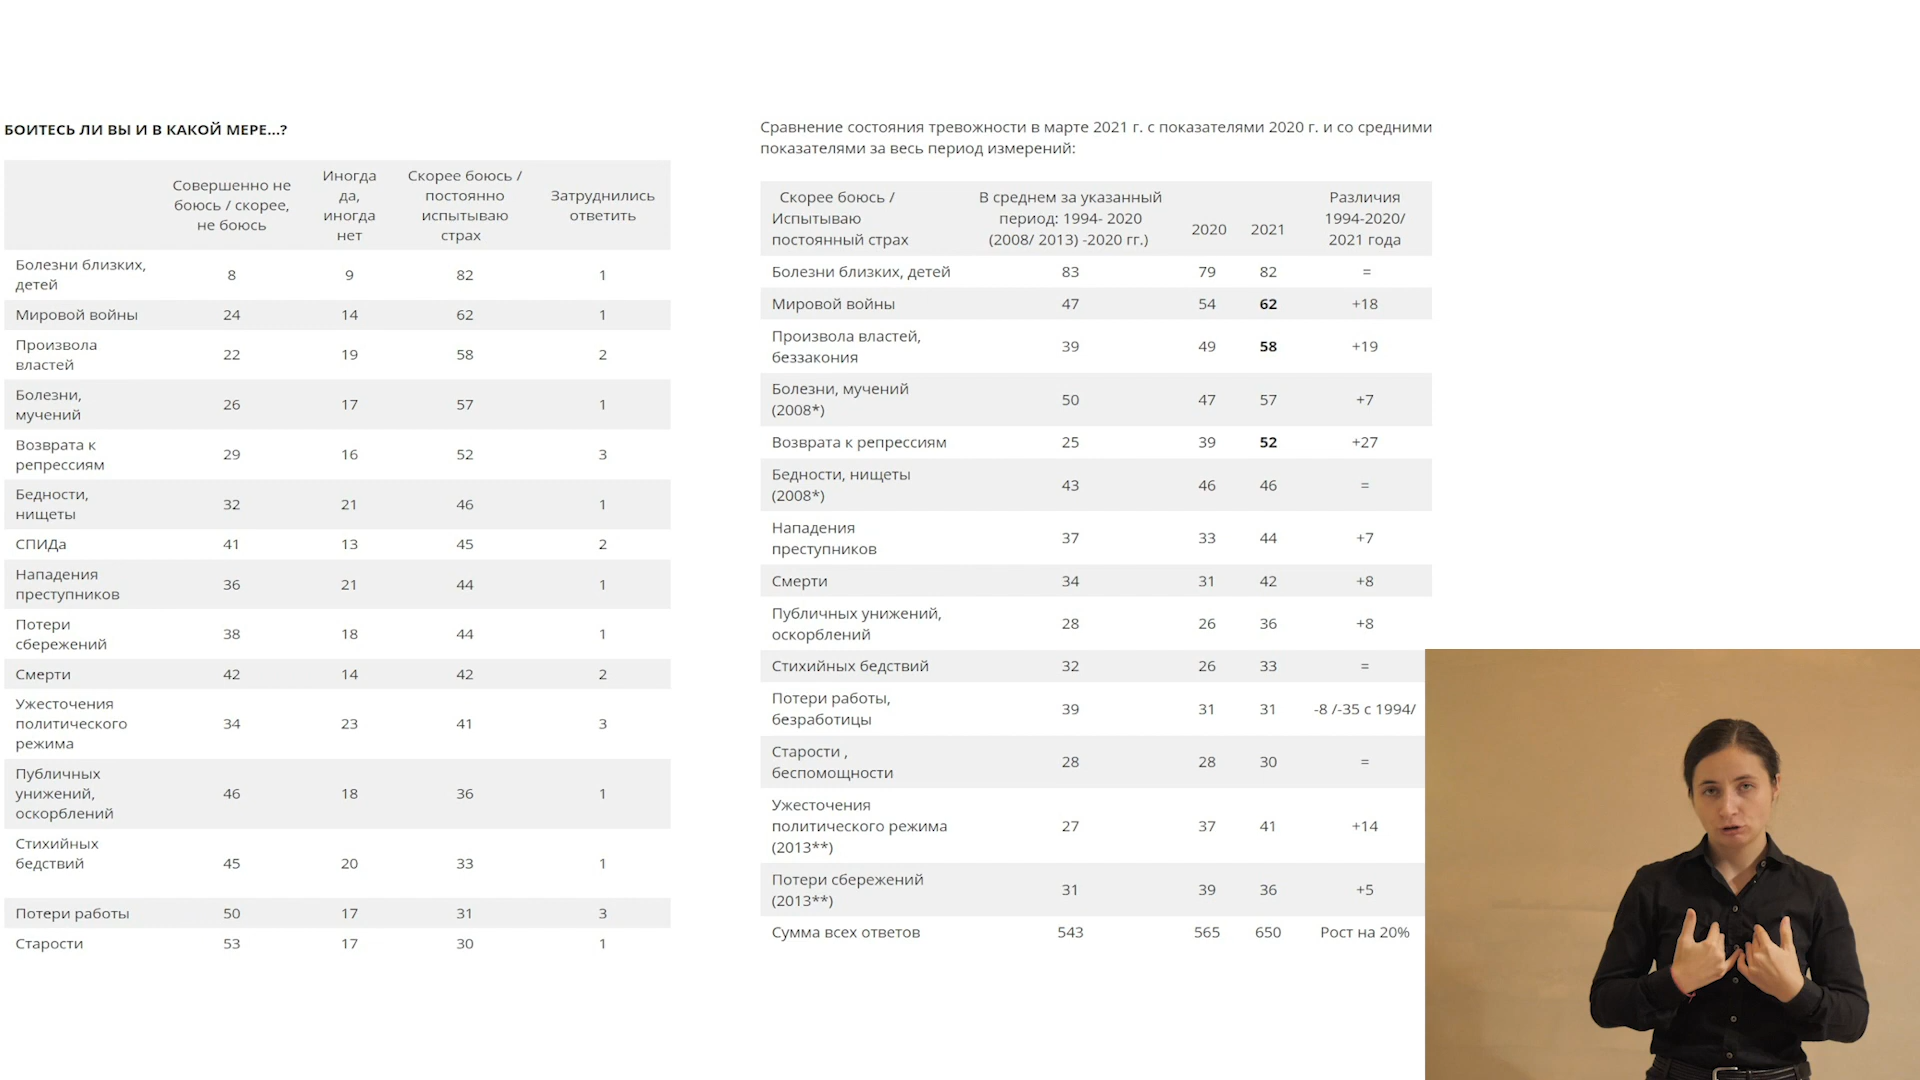 БОИТЕСЬ ЛИ ВЫ И В КАКОЙ МЕРЕ...?
Совершенно не боюсь / скорее, не боюсь Иногда да, иногда нет Скорее боюсь / постоянно испытываю страх Затруднились ответить
Болезни близких, детей 8 9 82 1
Мировой войны 24 14 62 1
Произвола властей 22 19 58 2
Болезни, мучений 26 17 57 1
Возврата к репрессиям 29 16 52 3
Бедности, нищеты 32 21 46 1
СПИДа 41 13 45 2
Нападения преступников 36 21 44 1
Потери сбережений 38 18 44 1
Смерти 42 14 42 2
Ужесточения политического режима 34 23 41 3
Публичных унижений, оскорблений 46 18 36 1
Стихийных бедствий 45 20 33 1
Потери работы 50 17 31 3
Старости 53 17 30 1
Сравнение состояния тревожности в марте 2021 г. с показателями 2020 г. и со средними
показателями за весь период измерений:
Скорее боюсь / Испытываю постоянный страх В среднем за указанный период: 1994- 2020 (2008/ 2013) -2020 гг.) 2020 2021 Различия 1994-2020/ 2021 года
Болезни близких, детей 83 79 82 =
Мировой войны 47 54 62 +18
Произвола властей, беззакония 39 49 58 +19
Болезни, мучений (2008*) 50 47 57 +7
Возврата к репрессиям 25 39 52 +27
Бедности, нищеты (2008*) 43 46 46 =
Нападения преступников 37 33 44 +7
Смерти 34 31 42 +8
Публичных унижений, оскорблений 28 26 36 +8
Стихийных бедствий 32 26 33 =
Потери работы, безработицы 39 31 31 -8 /-35 с 1994/
Старости , беспомощности 28 28 30 =
Ужесточения политического режима (2013**) 27 37 41 +14
Потери сбережений (2013**) 31 39 36 +5
Сумма всех ответов 543 565 650 Рост на 20%